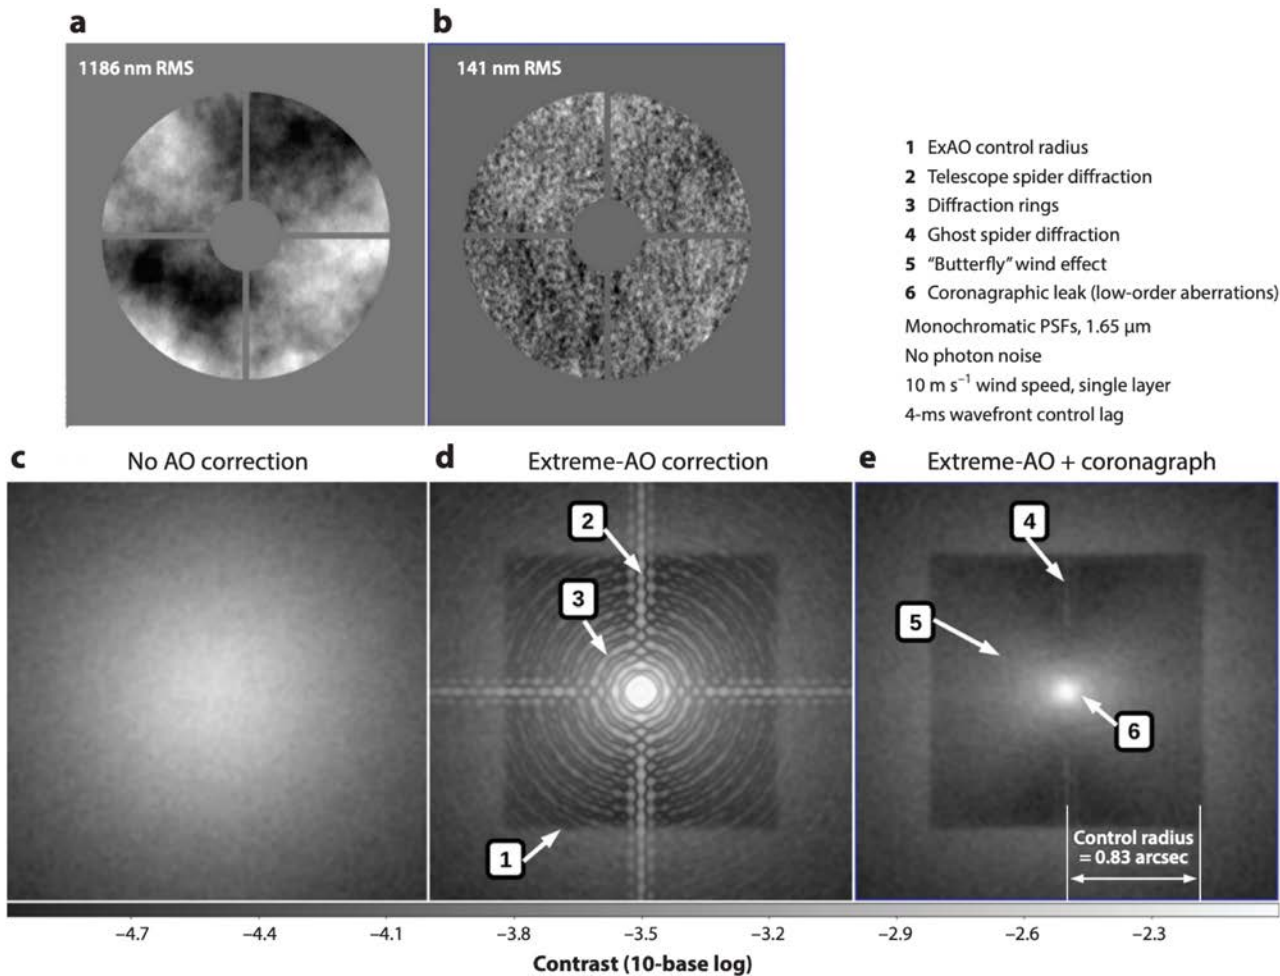 a
b
1186 nm RMS
141 nm RMS
1 ExAO control radius
2 Telescope spider diffraction
3 Diffraction rings
4 Ghost spider diffraction
5 “Butterfly” wind effect
6 Coronagraphic leak (low-order aberrations)
Monochromatic PSFs, 1.65 μm
No photon noise
10 m s⁻¹ wind speed, single layer
4-ms wavefront control lag
c No AO correction
d Extreme-AO correction
e Extreme-AO + coronagraph
2
3
1
4
5
6
Control radius
= 0.83 arcsec
−4.7 −4.4 −4.1 −3.8 −3.5 −3.2 −2.9 −2.6 −2.3
Contrast (10-base log)